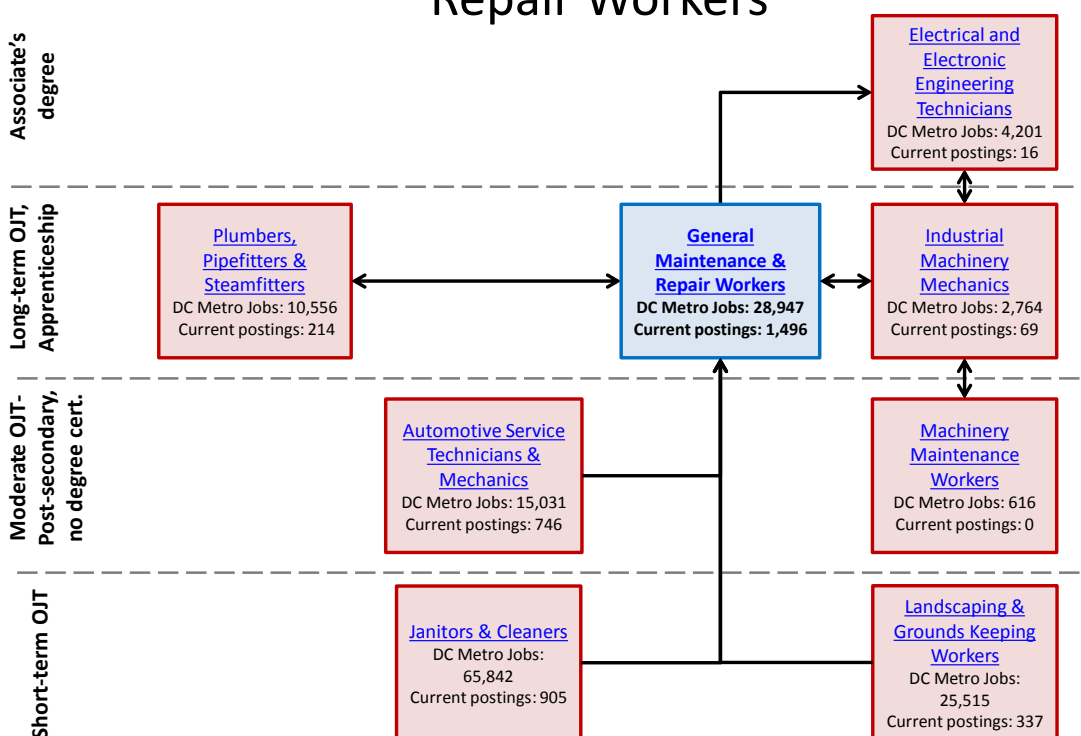 Repair Workers
Associate's
degree
Electrical and
Electronic
Engineering
Technicians
DC Metro Jobs: 4,201
Current postings: 16
Long-term OJT,
Apprenticeship
Plumbers,
Pipefitters &
Steamfitters
DC Metro Jobs: 10,556
Current postings: 214
General
Maintenance &
Repair Workers
DC Metro Jobs: 28,947
Current postings: 1,496
Industrial
Machinery
Mechanics
DC Metro Jobs: 2,764
Current postings: 69
Moderate OJT-
Post-secondary,
no degree cert.
Automotive Service
Technicians &
Mechanics
DC Metro Jobs: 15,031
Current postings: 746
Machinery
Maintenance
Workers
DC Metro Jobs: 616
Current postings: 0
Short-term OJT
Janitors & Cleaners
DC Metro Jobs:
65,842
Current postings: 905
Landscaping &
Grounds Keeping
Workers
DC Metro Jobs:
25,515
Current postings: 337